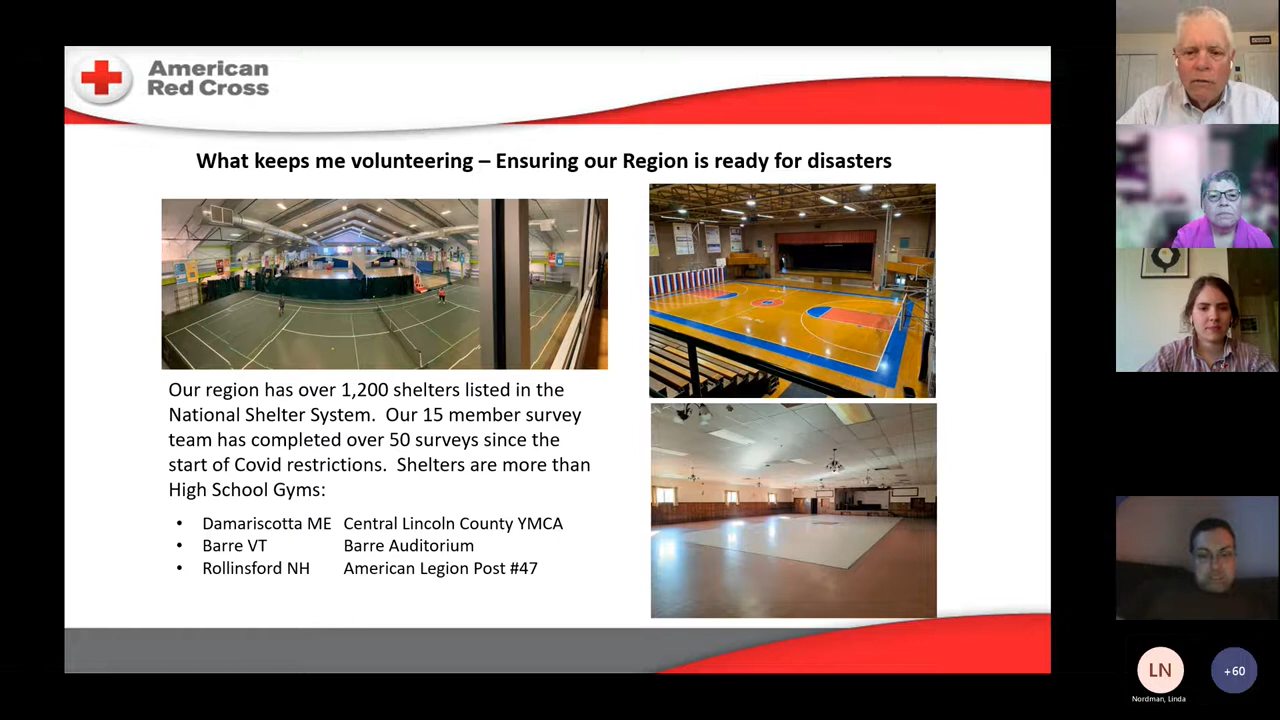 American
Red Cross
What keeps me volunteering – Ensuring our Region is ready for disasters
Our region has over 1,200 shelters listed in the
National Shelter System.  Our 15 member survey
team has completed over 50 surveys since the
start of Covid restrictions.  Shelters are more than
High School Gyms:
• Damariscotta ME Central Lincoln County YMCA
• Barre VT Barre Auditorium
• Rollinsford NH American Legion Post #47
LN
+60
Nordman, Linda